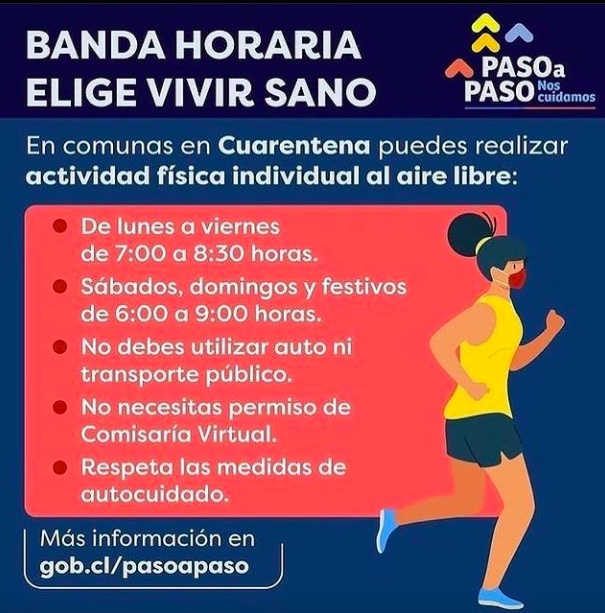 BANDA HORARIA
ELIGE VIVIR SANO
PASOa
PASO Nos cuidamos
En comunas en Cuarentena puedes realizar
actividad física individual al aire libre:
De lunes a viernes
de 7:00 a 8:30 horas.
Sábados, domingos y festivos
de 6:00 a 9:00 horas.
No debes utilizar auto ni
transporte público.
No necesitas permiso de
Comisaría Virtual.
Respeta las medidas de
autocuidado.
Más información en
gob.cl/pasoapaso